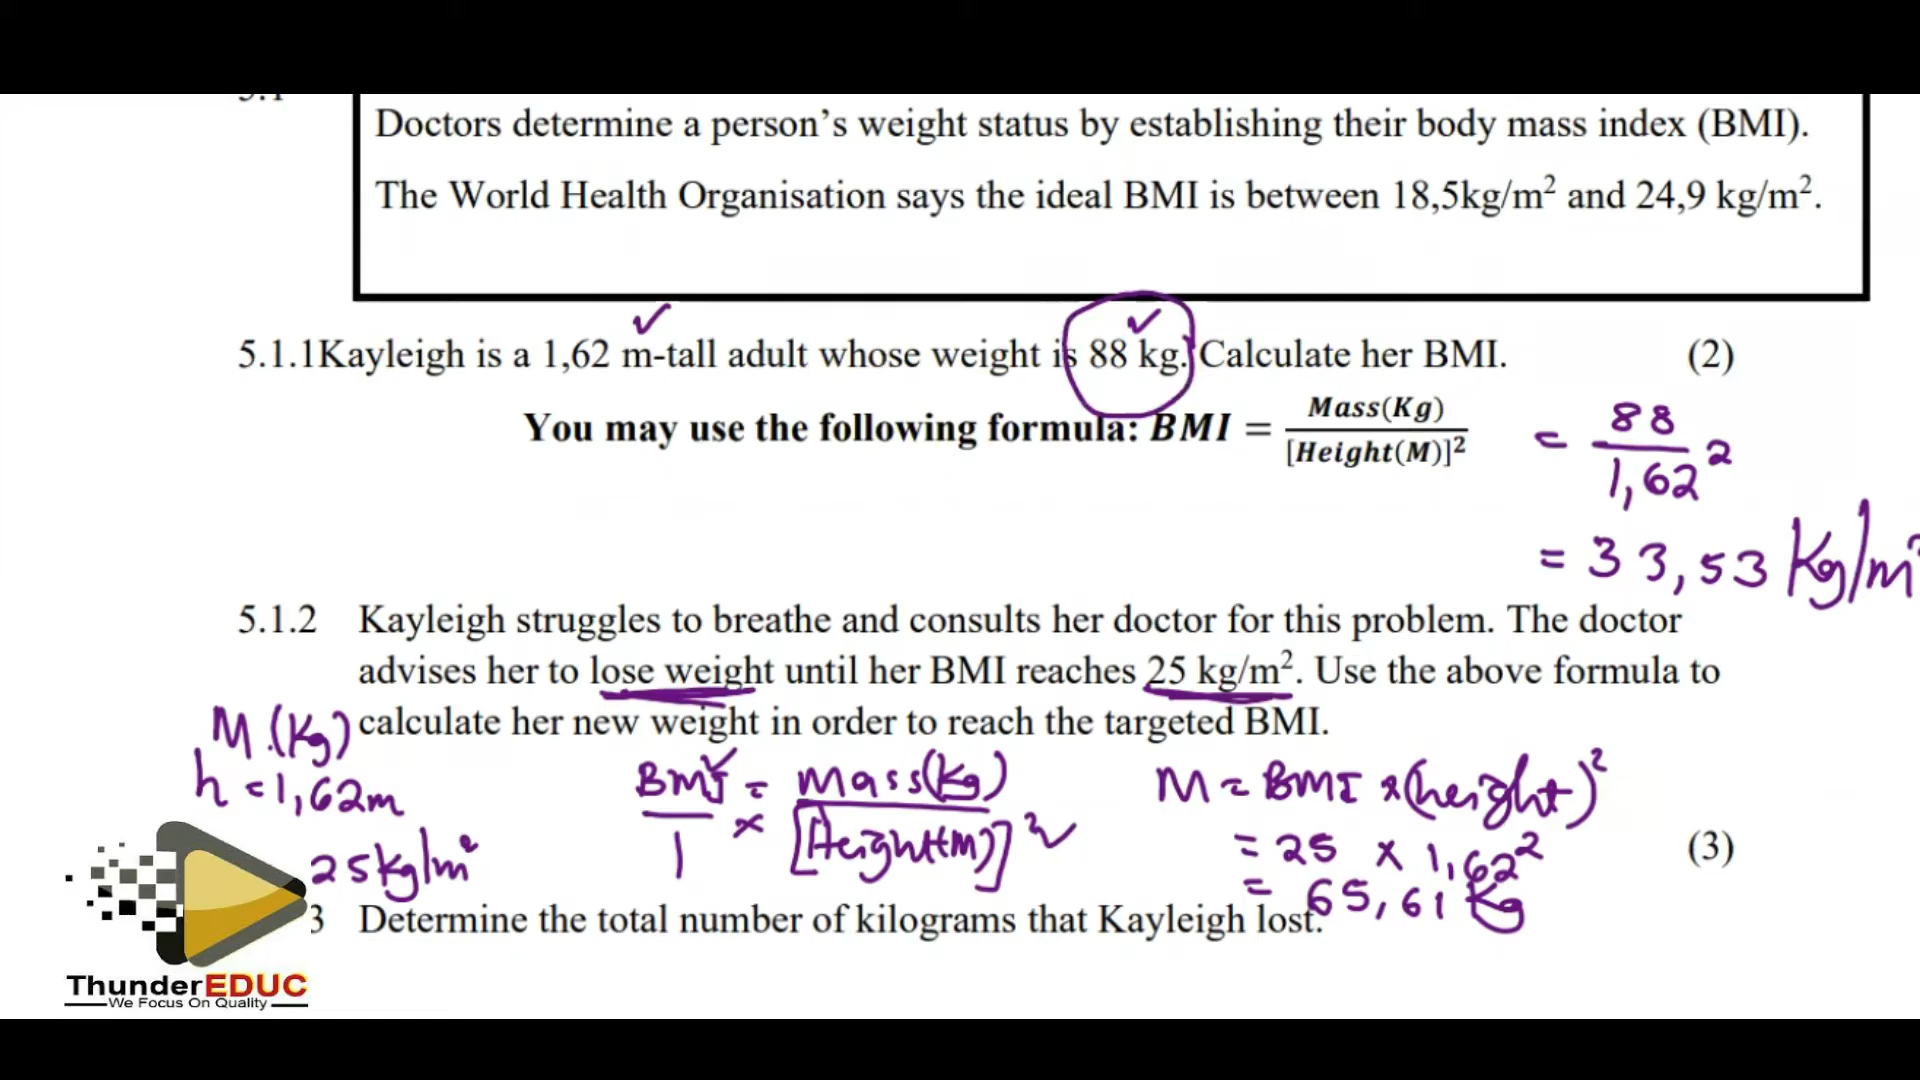 Doctors determine a person's weight status by establishing their body mass index (BMI).
The World Health Organisation says the ideal BMI is between 18,5kg/m² and 24,9 kg/m².
5.1.1Kayleigh is a 1,62 m-tall adult whose weight is 88 kg. Calculate her BMI. (2)
You may use the following formula: BMI = Mass(Kg) / [Height(M)]²
= 88 / 1,62²
= 33,53 Kg/m²
5.1.2 Kayleigh struggles to breathe and consults her doctor for this problem. The doctor
advises her to lose weight until her BMI reaches 25 kg/m². Use the above formula to
calculate her new weight in order to reach the targeted BMI.
M.(Kg)
h = 1,62m
25kg/m²
BMI / 1 = Mass(Kg) / [Height(M)]²
×
M = BMI × (height)²
= 25 × 1,62²
= 65,61 Kg
(3)
3 Determine the total number of kilograms that Kayleigh lost.
ThunderEDUC
We Focus On Quality